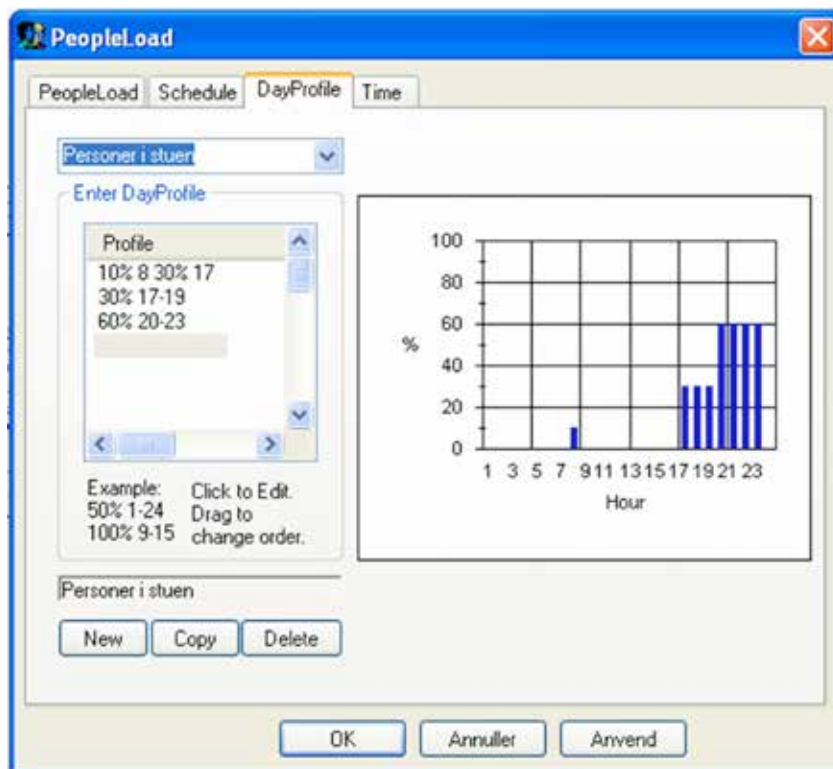 PeopleLoad
PeopleLoad Schedule DayProfile Time
Personer i stuen
Enter DayProfile
Profile
10% 8 30% 17
30% 17-19
60% 20-23
Example:
50% 1-24
100% 9-15
Click to Edit.
Drag to
change order.
Personer i stuen
New Copy Delete
100
80
60
%
40
20
0
1 3 5 7 9 11 13 15 17 19 21 23
Hour
OK Annuller Anvend